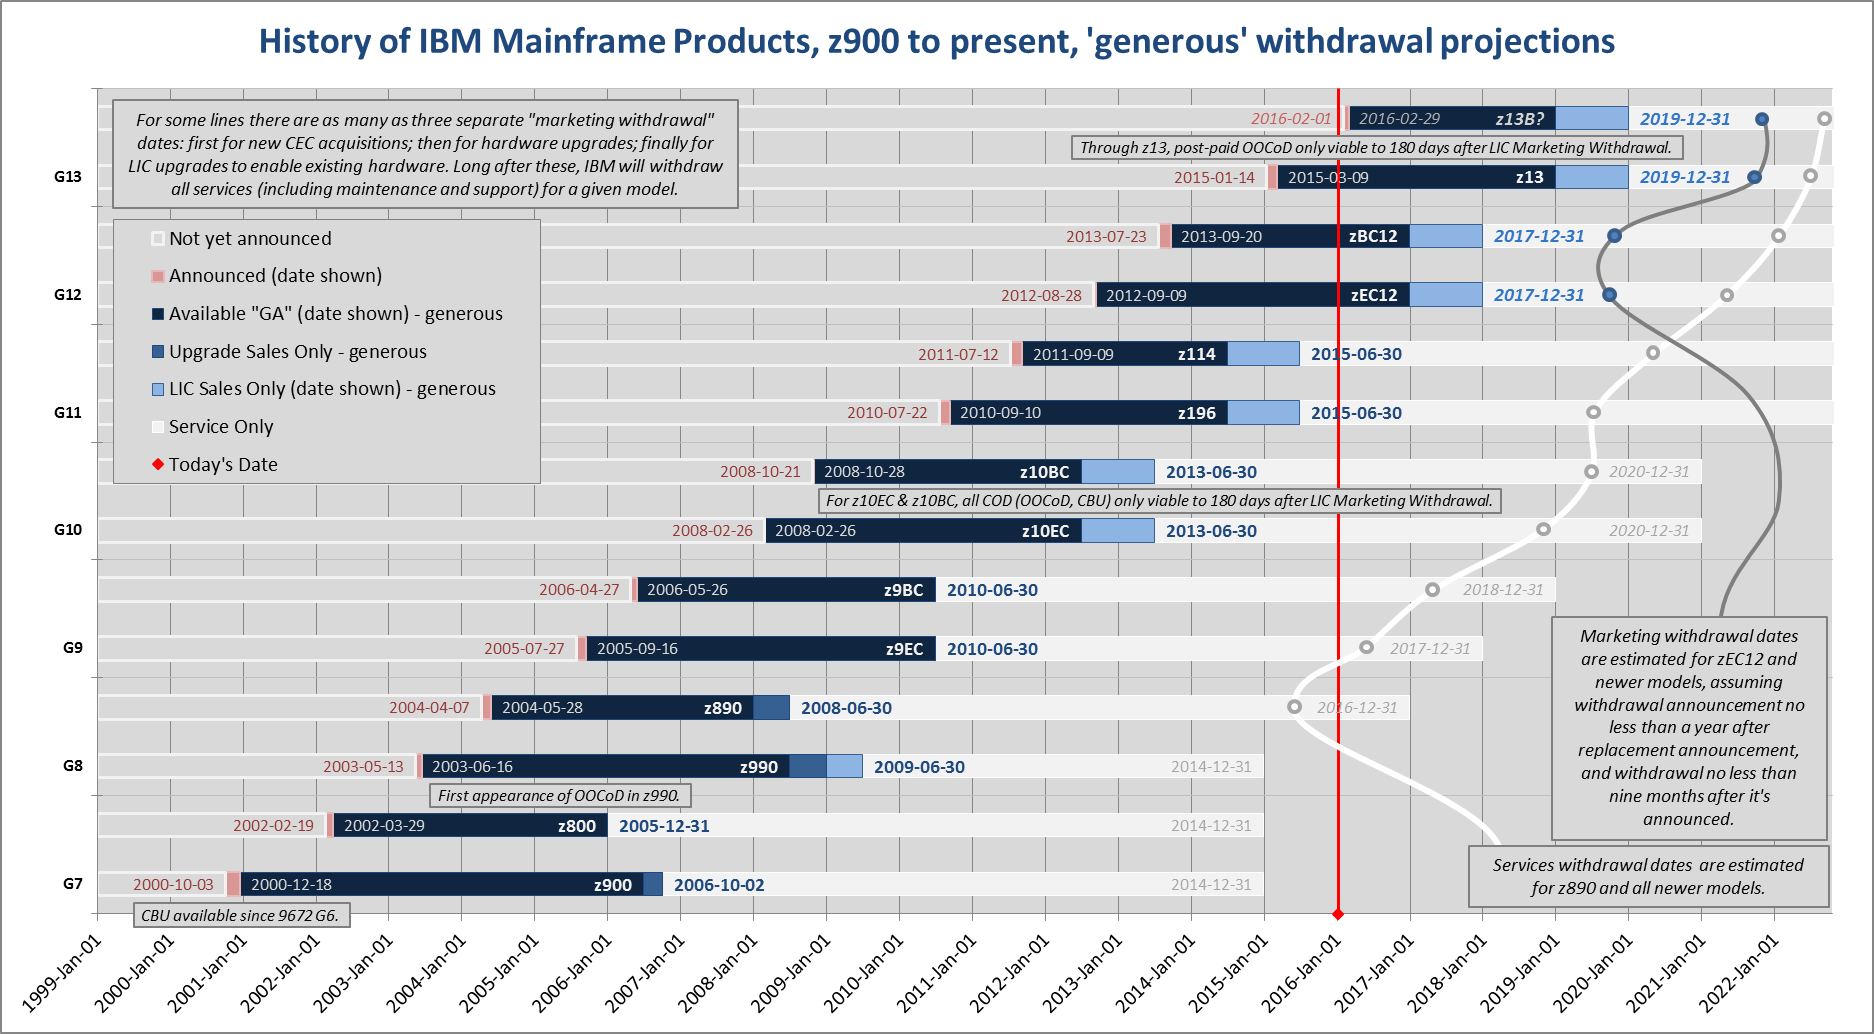 History of IBM Mainframe Products, z900 to present, 'generous' withdrawal projections
For some lines there are as many as three separate "marketing withdrawal"
dates: first for new CEC acquisitions; then for hardware upgrades; finally for
LIC upgrades to enable existing hardware. Long after these, IBM will withdraw
all services (including maintenance and support) for a given model.
Not yet announced
Announced (date shown)
Available "GA" (date shown) - generous
Upgrade Sales Only - generous
LIC Sales Only (date shown) - generous
Service Only
Today's Date
2016-02-01 2016-02-29 z13B? 2019-12-31
Through z13, post-paid OOCoD only viable to 180 days after LIC Marketing Withdrawal.
G13 2015-01-14 2015-03-09 z13 2019-12-31
2013-07-23 2013-09-20 zBC12 2017-12-31
G12 2012-08-28 2012-09-09 zEC12 2017-12-31
2011-07-12 2011-09-09 z114 2015-06-30
G11 2010-07-22 2010-09-10 z196 2015-06-30
2008-10-21 2008-10-28 z10BC 2013-06-30 2020-12-31
For z10EC & z10BC, all COD (OOCoD, CBU) only viable to 180 days after LIC Marketing Withdrawal.
G10 2008-02-26 2008-02-26 z10EC 2013-06-30 2020-12-31
2006-04-27 2006-05-26 z9BC 2010-06-30 2018-12-31
G9 2005-07-27 2005-09-16 z9EC 2010-06-30 2017-12-31
2004-04-07 2004-05-28 z890 2008-06-30 2016-12-31
G8 2003-05-13 2003-06-16 z990 2009-06-30 2014-12-31
First appearance of OOCoD in z990.
2002-02-19 2002-03-29 z800 2005-12-31 2014-12-31
G7 2000-10-03 2000-12-18 z900 2006-10-02 2014-12-31
CBU available since 9672 G6.
Marketing withdrawal dates
are estimated for zEC12 and
newer models, assuming
withdrawal announcement no
less than a year after
replacement announcement,
and withdrawal no less than
nine months after it's
announced.
Services withdrawal dates are estimated
for z890 and all newer models.
1999-Jan-01 2000-Jan-01 2001-Jan-01 2002-Jan-01 2003-Jan-01 2004-Jan-01 2005-Jan-01 2006-Jan-01 2007-Jan-01 2008-Jan-01 2009-Jan-01 2010-Jan-01 2011-Jan-01 2012-Jan-01 2013-Jan-01 2014-Jan-01 2015-Jan-01 2016-Jan-01 2017-Jan-01 2018-Jan-01 2019-Jan-01 2020-Jan-01 2021-Jan-01 2022-Jan-01